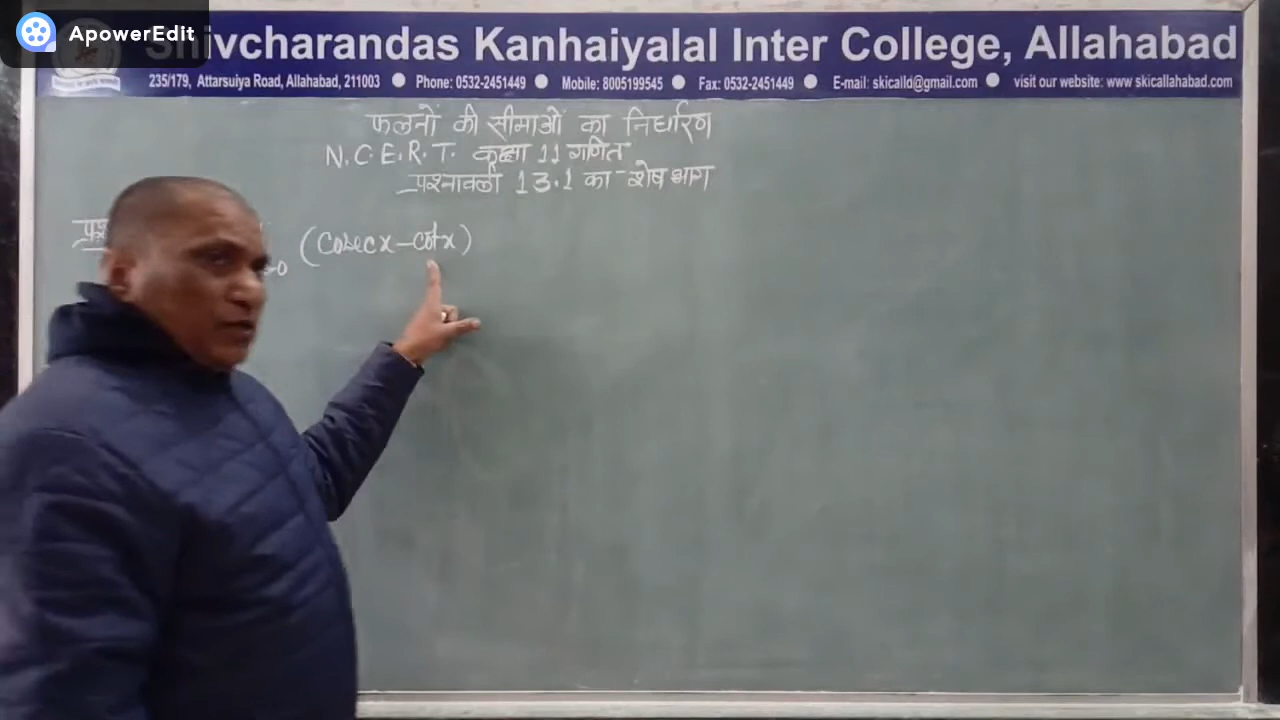 ApowerEdit
Shivcharandas Kanhaiyalal Inter College, Allahabad
235/179, Attarsuiya Road, Allahabad, 211003 ● Phone: 0532-2451449 ● Mobile: 8005199545 ● Fax: 0532-2451449 ● E-mail: skicalld@gmail.com ● visit our website: www skicallahabad.com
फलनों की सीमाओं का निर्धारण
N.C.E.R.T. कक्षा 11 गणित
प्रश्नावली 13.1 का शेष भाग
(Cosecx-Cotx)